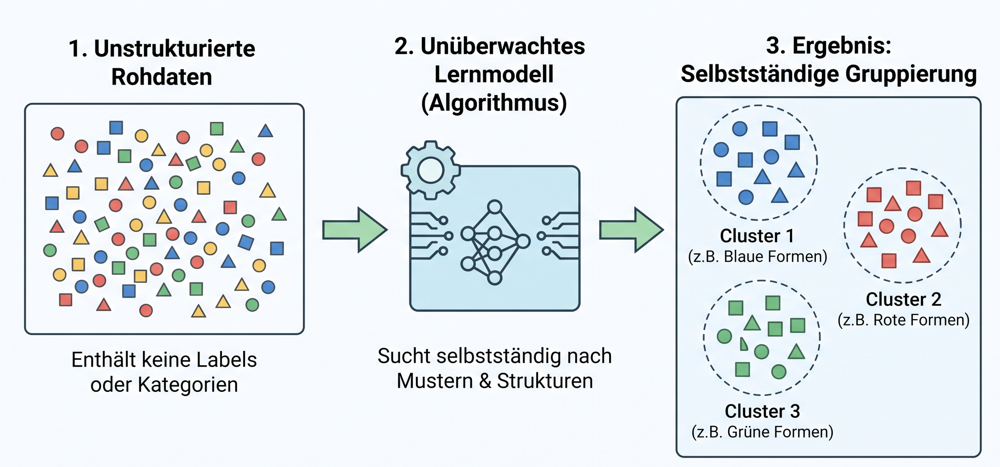 1. Unstrukturierte
Rohdaten
Enthält keine Labels
oder Kategorien
2. Unüberwachtes
Lernmodell
(Algorithmus)
Sucht selbstständig nach
Mustern & Strukturen
3. Ergebnis:
Selbstständige Gruppierung
Cluster 1
(z.B. Blaue Formen)
Cluster 2
(z.B. Rote Formen)
Cluster 3
(z.B. Grüne Formen)